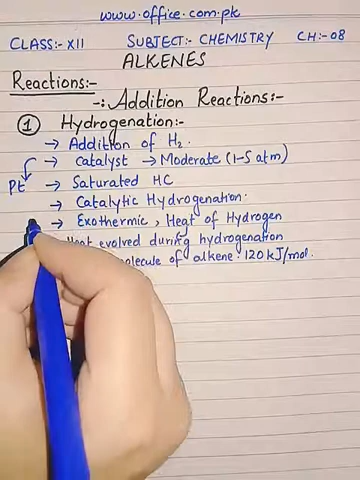 www.office.com.pk
CLASS:- XII SUBJECT:- CHEMISTRY CH:-08
ALKENES
Reactions:-
-:Addition Reactions:-
① Hydrogenation:-
→ Addition of H₂.
→ Catalyst → Moderate (1-5 atm)
Pt → Saturated HC
→ Catalytic Hydrogenation.
→ Exothermic, Heat of Hydrogen
Heat evolved during hydrogenation
molecule of alkene. 120 kJ/mol.